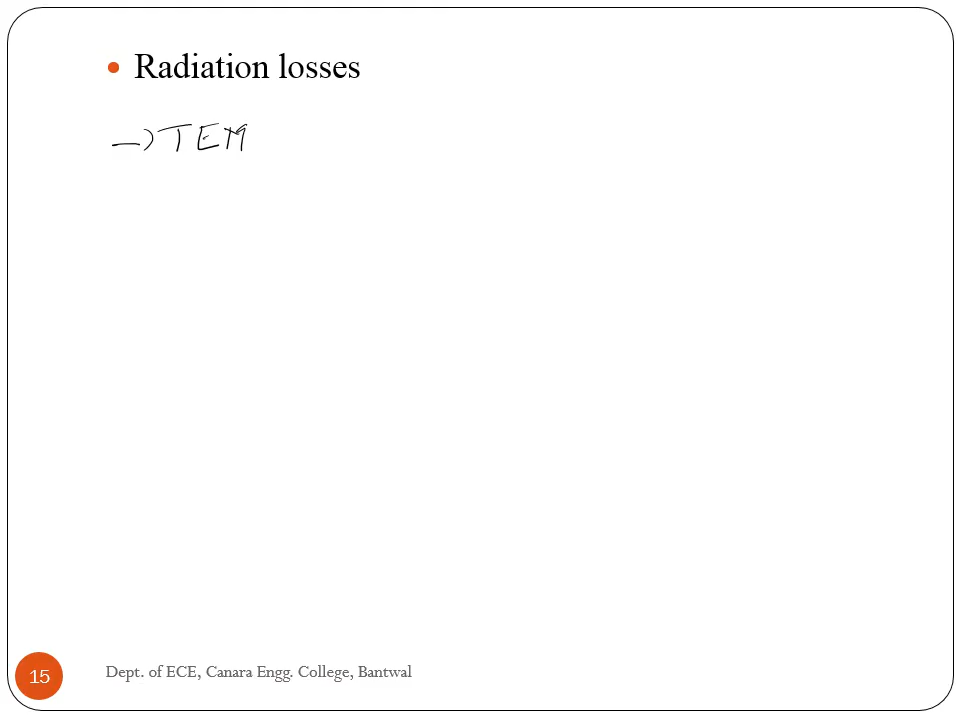 • Radiation losses
→ TEM
15
Dept. of ECE, Canara Engg. College, Bantwal